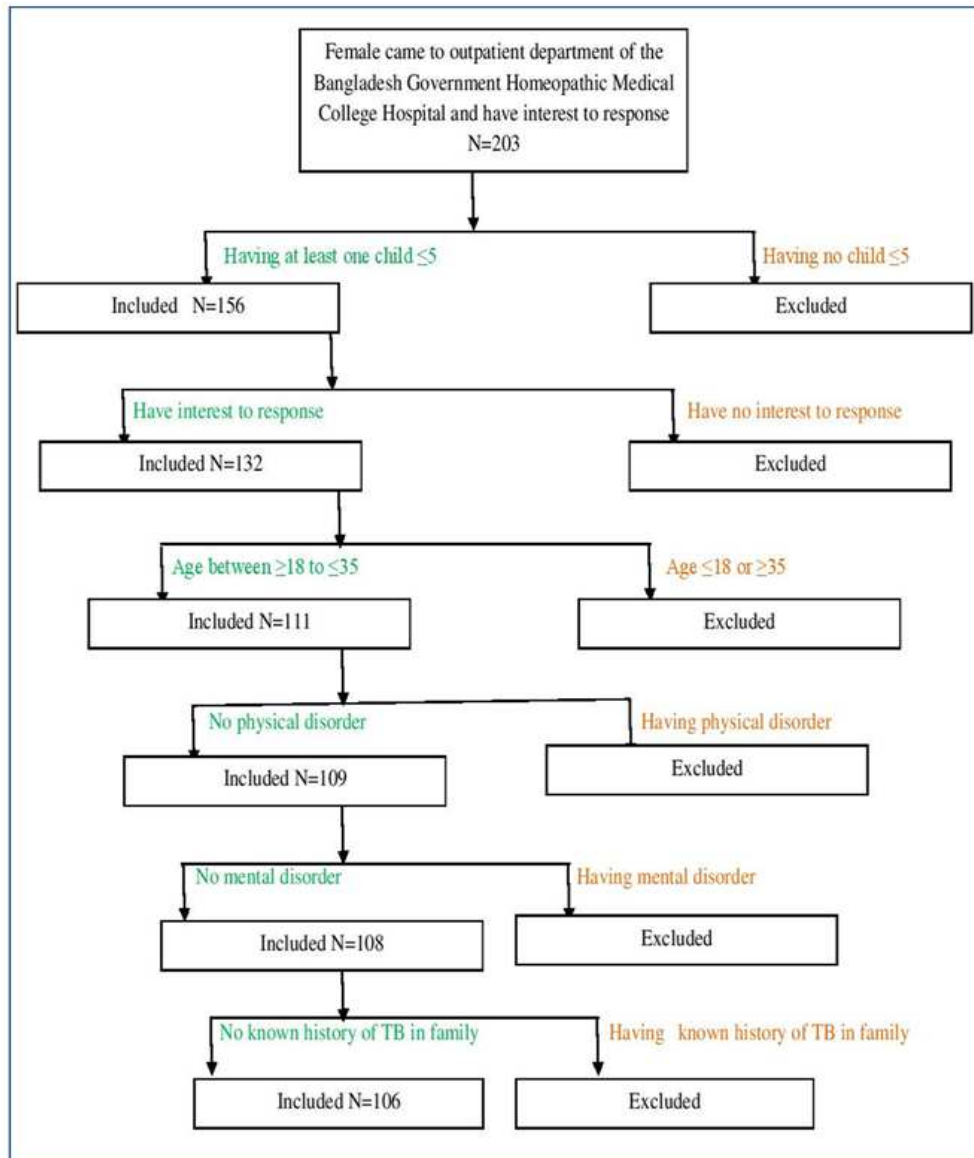 Female came to outpatient department of the
Bangladesh Government Homeopathic Medical
College Hospital and have interest to response
N=203
Having at least one child ≤5
Having no child ≤5
Included N=156
Excluded
Have interest to response
Have no interest to response
Included N=132
Excluded
Age between ≥18 to ≤35
Age ≤18 or ≥35
Included N=111
Excluded
No physical disorder
Having physical disorder
Included N=109
Excluded
No mental disorder
Having mental disorder
Included N=108
Excluded
No known history of TB in family
Having known history of TB in family
Included N=106
Excluded